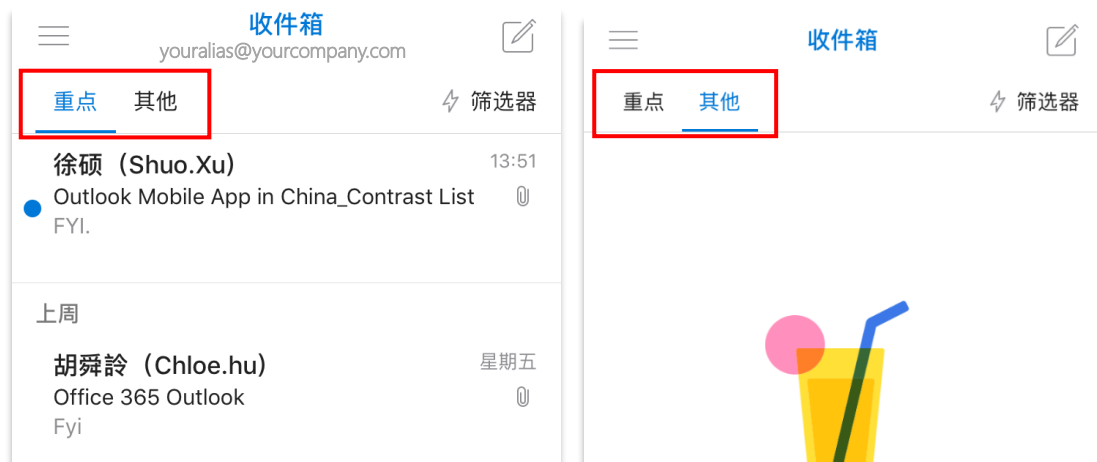 收件箱
youralias@yourcompany.com
重点 其他 筛选器
徐硕（Shuo.Xu） 13:51
Outlook Mobile App in China_Contrast List
FYI.
上周
胡舜詅（Chloe.hu） 星期五
Office 365 Outlook
Fyi
收件箱
重点 其他 筛选器